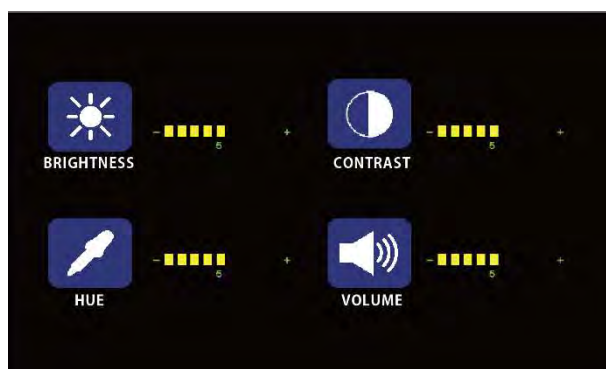 - 5 +
BRIGHTNESS
- 5 +
CONTRAST
- 5 +
HUE
- 5 +
VOLUME